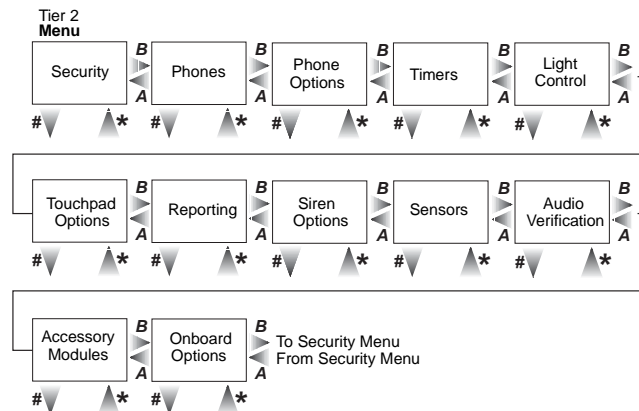 Tier 2
Menu
B B B B B
Security Phones Phone Options Timers Light Control
A A A A A
# * # * # * # * # *
B B B B B
Touchpad Options Reporting Siren Options Sensors Audio Verification
A A A A A
# * # * # * # * # *
B B
Accessory Modules Onboard Options To Security Menu
From Security Menu
A A
# * # *